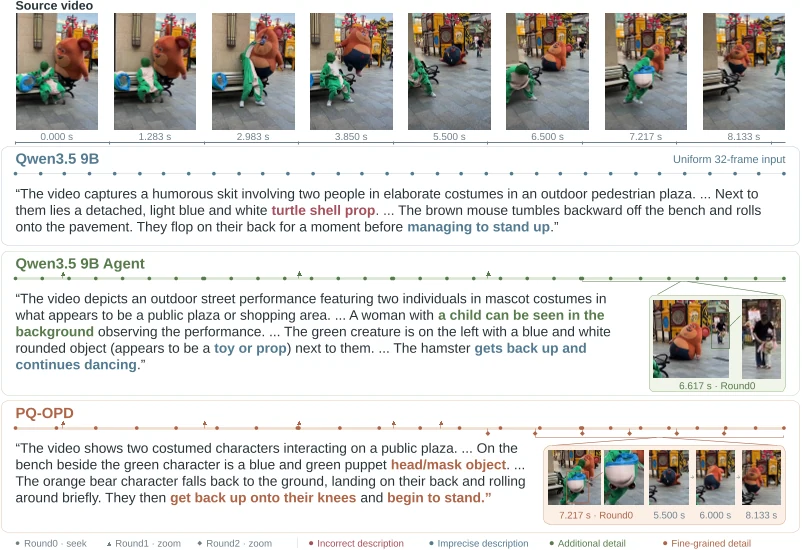 Source video
0.000 s
1.283 s
2.983 s
3.850 s
5.500 s
6.500 s
7.217 s
8.133 s
Qwen3.5 9B
Uniform 32-frame input
“The video captures a humorous skit involving two people in elaborate costumes in an outdoor pedestrian plaza. ... Next to
them lies a detached, light blue and white turtle shell prop. ... The brown mouse tumbles backward off the bench and rolls
onto the pavement. They flop on their back for a moment before managing to stand up.”
Qwen3.5 9B Agent
“The video depicts an outdoor street performance featuring two individuals in mascot costumes in
what appears to be a public plaza or shopping area. ... A woman with a child can be seen in the
background observing the performance. ... The green creature is on the left with a blue and white
rounded object (appears to be a toy or prop) next to them. ... The hamster gets back up and
continues dancing.”
6.617 s · Round0
PQ-OPD
“The video shows two costumed characters interacting on a public plaza. ... On the
bench beside the green character is a blue and green puppet head/mask object. ...
The orange bear character falls back to the ground, landing on their back and rolling
around briefly. They then get back up onto their knees and begin to stand.”
7.217 s · Round0
5.500 s
6.000 s
8.133 s
Round0 · seek
Round1 · zoom
Round2 · zoom
Incorrect description
Imprecise description
Additional detail
Fine-grained detail